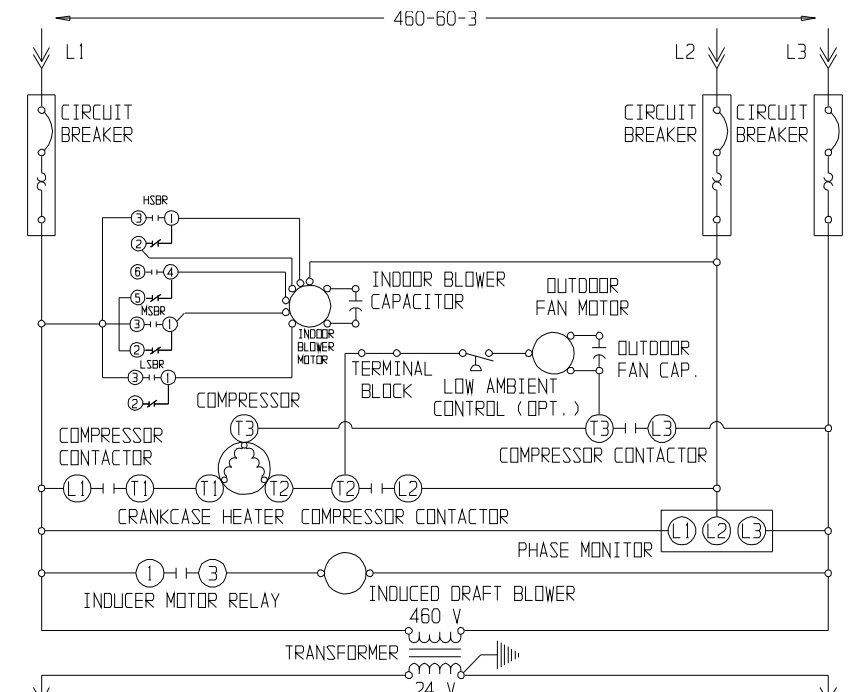 460-60-3
L1
L2
L3
CIRCUIT
BREAKER
CIRCUIT
BREAKER
CIRCUIT
BREAKER
HSBR
3
1
2
6
4
5
MSBR
3
1
2
LSBR
3
1
2
INDOOR
BLOWER
MOTOR
INDOOR BLOWER
CAPACITOR
OUTDOOR
FAN MOTOR
OUTDOOR
FAN CAP.
TERMINAL
BLOCK
LOW AMBIENT
CONTROL (OPT.)
COMPRESSOR
T3
T3
L3
COMPRESSOR CONTACTOR
COMPRESSOR
CONTACTOR
L1
T1
T1
T2
T2
L2
CRANKCASE HEATER
COMPRESSOR CONTACTOR
L1
L2
L3
PHASE MONITOR
1
3
INDUCER MOTOR RELAY
INDUCED DRAFT BLOWER
460 V
TRANSFORMER
24 V